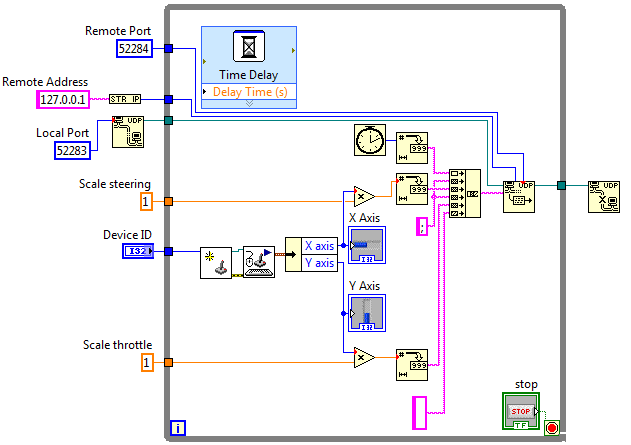 Remote Port
52284
Time Delay
Delay Time (s)
Remote Address
127.0.0.1
STR IP
Local Port
UDP
52283
999
Scale steering
1
999
UDP
UDP
X Axis
;
Device ID
I32
X axis
Y axis
I32
Y Axis
I32
Scale throttle
1
999
stop
STOP
TF
i